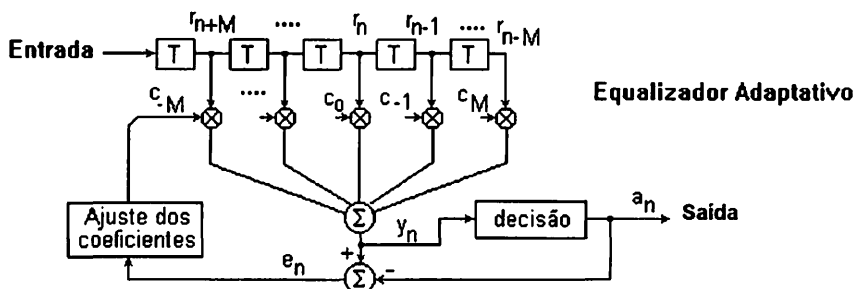 r_{n+M} .... r_n r_{n-1} .... r_{n-M}
Entrada T T T T T
.... Equalizador Adaptativo
c_{-M} c_0 c_{-1} c_M
Σ
Ajuste dos
coeficientes
y_n decisão a_n Saída
+
e_n Σ -